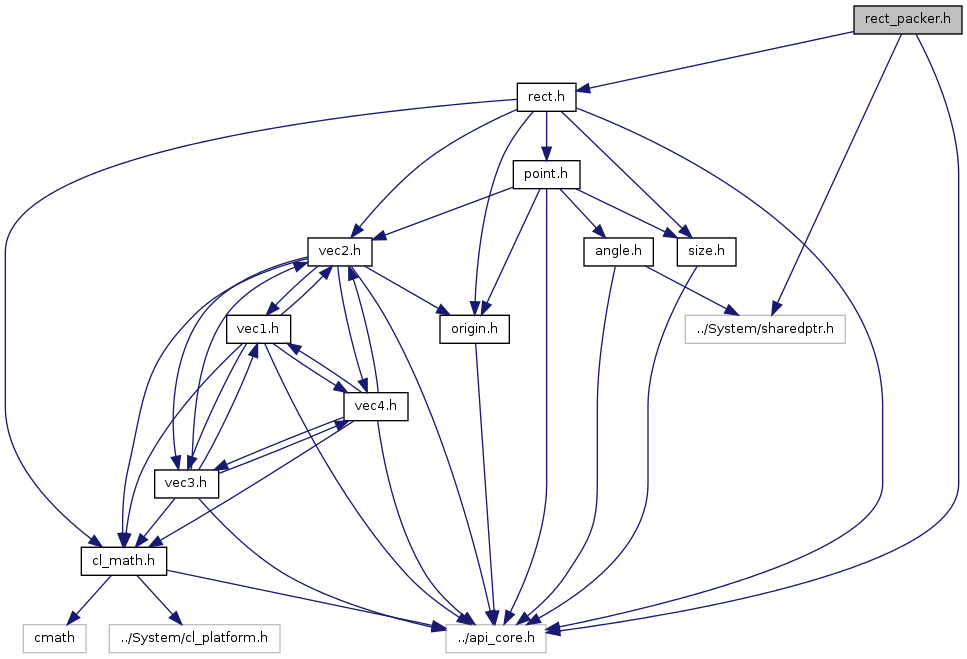 rect_packer.h
rect.h
point.h
vec2.h
angle.h
size.h
vec1.h
origin.h
../System/sharedptr.h
vec4.h
vec3.h
cl_math.h
cmath
../System/cl_platform.h
../api_core.h